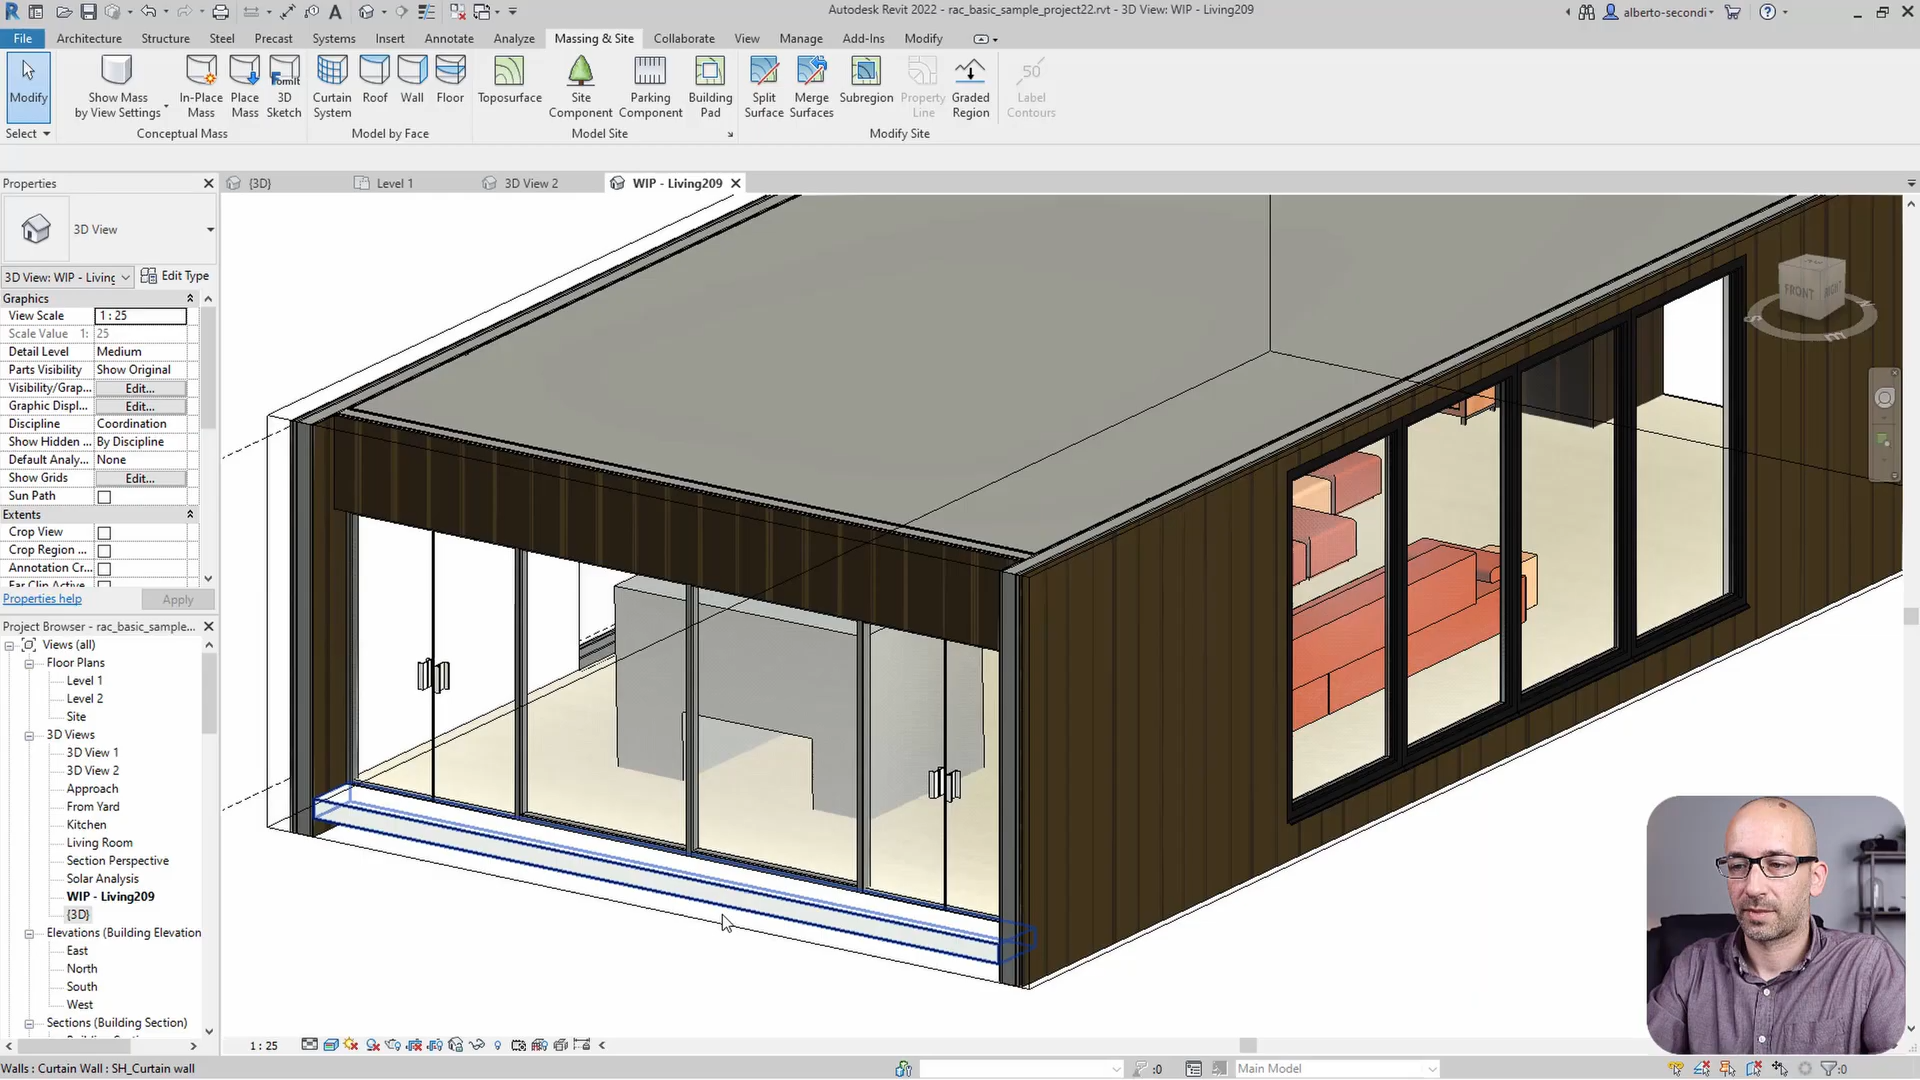 Autodesk Revit 2022 - rac_basic_sample_project22.rvt - 3D View: WIP - Living209
alberto-secondi
File
Architecture
Structure
Steel
Precast
Systems
Insert
Annotate
Analyze
Massing & Site
Collaborate
View
Manage
Add-Ins
Modify
Modify
Show Mass
by View Settings
In-Place
Mass
Place
Mass
3D
Sketch
Curtain
System
Roof
Wall
Floor
Toposurface
Site
Component
Parking
Component
Building
Pad
Split
Surface
Merge
Surfaces
Subregion
Property
Line
Graded
Region
50
Label
Contours
Select
Conceptual Mass
Model by Face
Model Site
Modify Site
Properties
{3D}
Level 1
3D View 2
WIP - Living209
3D View
3D View: WIP - Living
Edit Type
Graphics
View Scale 1 : 25
Scale Value 1: 25
Detail Level Medium
Parts Visibility Show Original
Visibility/Grap... Edit...
Graphic Displ... Edit...
Discipline Coordination
Show Hidden ... By Discipline
Default Analy... None
Show Grids Edit...
Sun Path
Extents
Crop View
Crop Region ...
Annotation Cr...
Far Clip Active
Properties help
Apply
Project Browser - rac_basic_sample...
Views (all)
Floor Plans
Level 1
Level 2
Site
3D Views
3D View 1
3D View 2
Approach
From Yard
Kitchen
Living Room
Section Perspective
Solar Analysis
WIP - Living209
{3D}
Elevations (Building Elevation
East
North
South
West
Sections (Building Section)
FRONT
RIGHT
1 : 25
Walls : Curtain Wall : SH_Curtain wall
:0
Main Model
:0